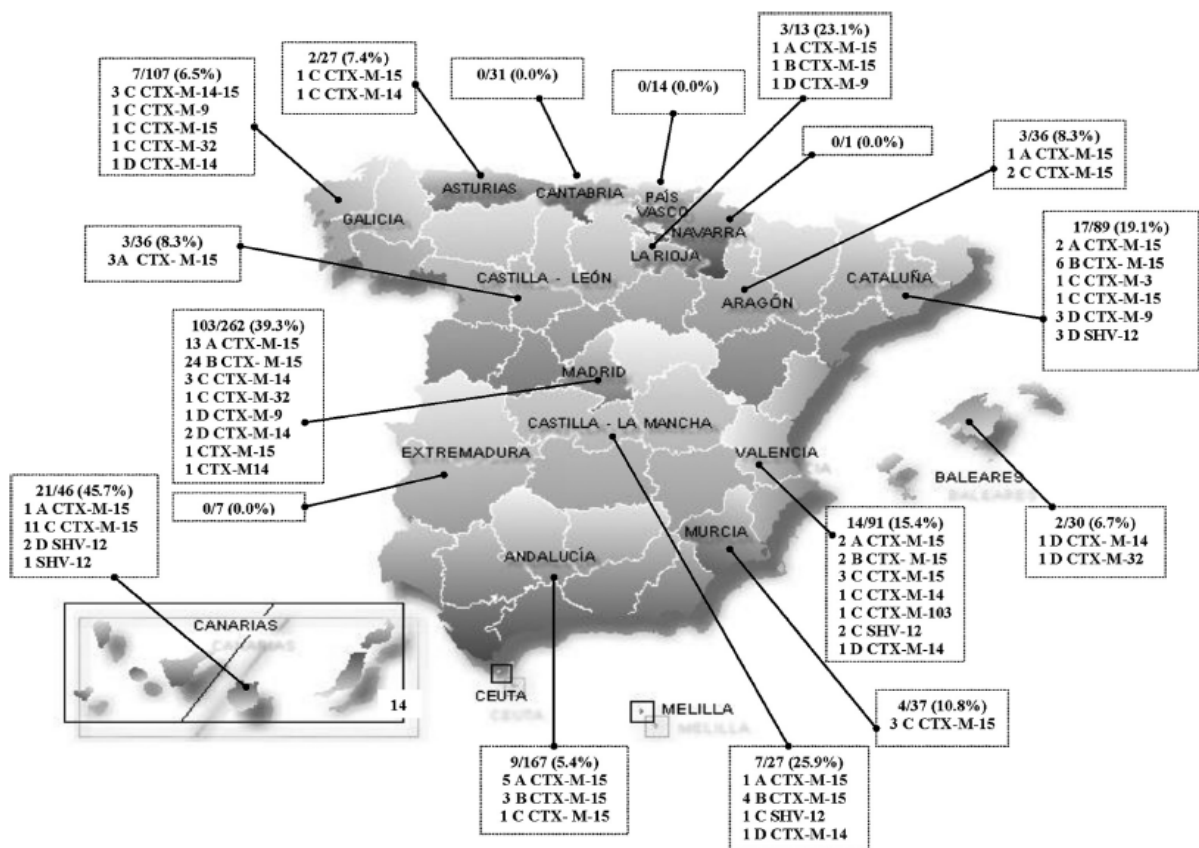 3/13 (23.1%)
1 A CTX-M-15
1 B CTX-M-15
1 D CTX-M-9
2/27 (7.4%)
1 C CTX-M-15
1 C CTX-M-14
7/107 (6.5%)
3 C CTX-M-14-15
1 C CTX-M-9
1 C CTX-M-15
1 C CTX-M-32
1 D CTX-M-14
0/31 (0.0%)
0/14 (0.0%)
0/1 (0.0%)
3/36 (8.3%)
1 A CTX-M-15
2 C CTX-M-15
ASTURIAS
CANTABRIA
PAÍS
VASCO
GALICIA
NAVARRA
LA RIOJA
3/36 (8.3%)
3A CTX- M-15
CASTILLA - LEÓN
ARAGÓN
CATALUÑA
17/89 (19.1%)
2 A CTX-M-15
6 B CTX- M-15
1 C CTX-M-3
1 C CTX-M-15
3 D CTX-M-9
3 D SHV-12
103/262 (39.3%)
13 A CTX-M-15
24 B CTX- M-15
3 C CTX-M-14
1 C CTX-M-32
1 D CTX-M-9
2 D CTX-M-14
1 CTX-M-15
1 CTX-M14
MADRID
CASTILLA - LA MANCHA
EXTREMADURA
VALENCIA
BALEARES
BALEARES
21/46 (45.7%)
1 A CTX-M-15
11 C CTX-M-15
2 D SHV-12
1 SHV-12
0/7 (0.0%)
ANDALUCÍA
MURCIA
14/91 (15.4%)
2 A CTX-M-15
2 B CTX- M-15
3 C CTX-M-15
1 C CTX-M-14
1 C CTX-M-103
2 C SHV-12
1 D CTX-M-14
2/30 (6.7%)
1 D CTX- M-14
1 D CTX-M-32
CANARIAS
CANARIAS
14
CEUTA
CEUTA
MELILLA
MELILLA
4/37 (10.8%)
3 C CTX-M-15
9/167 (5.4%)
5 A CTX-M-15
3 B CTX-M-15
1 C CTX- M-15
7/27 (25.9%)
1 A CTX-M-15
4 B CTX-M-15
1 C SHV-12
1 D CTX-M-14